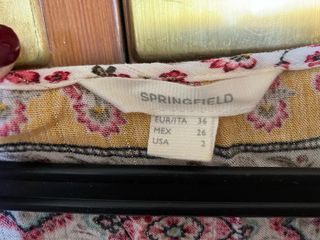 SPRINGFIELD
EUR/ITA 36
MEX 26
USA 2